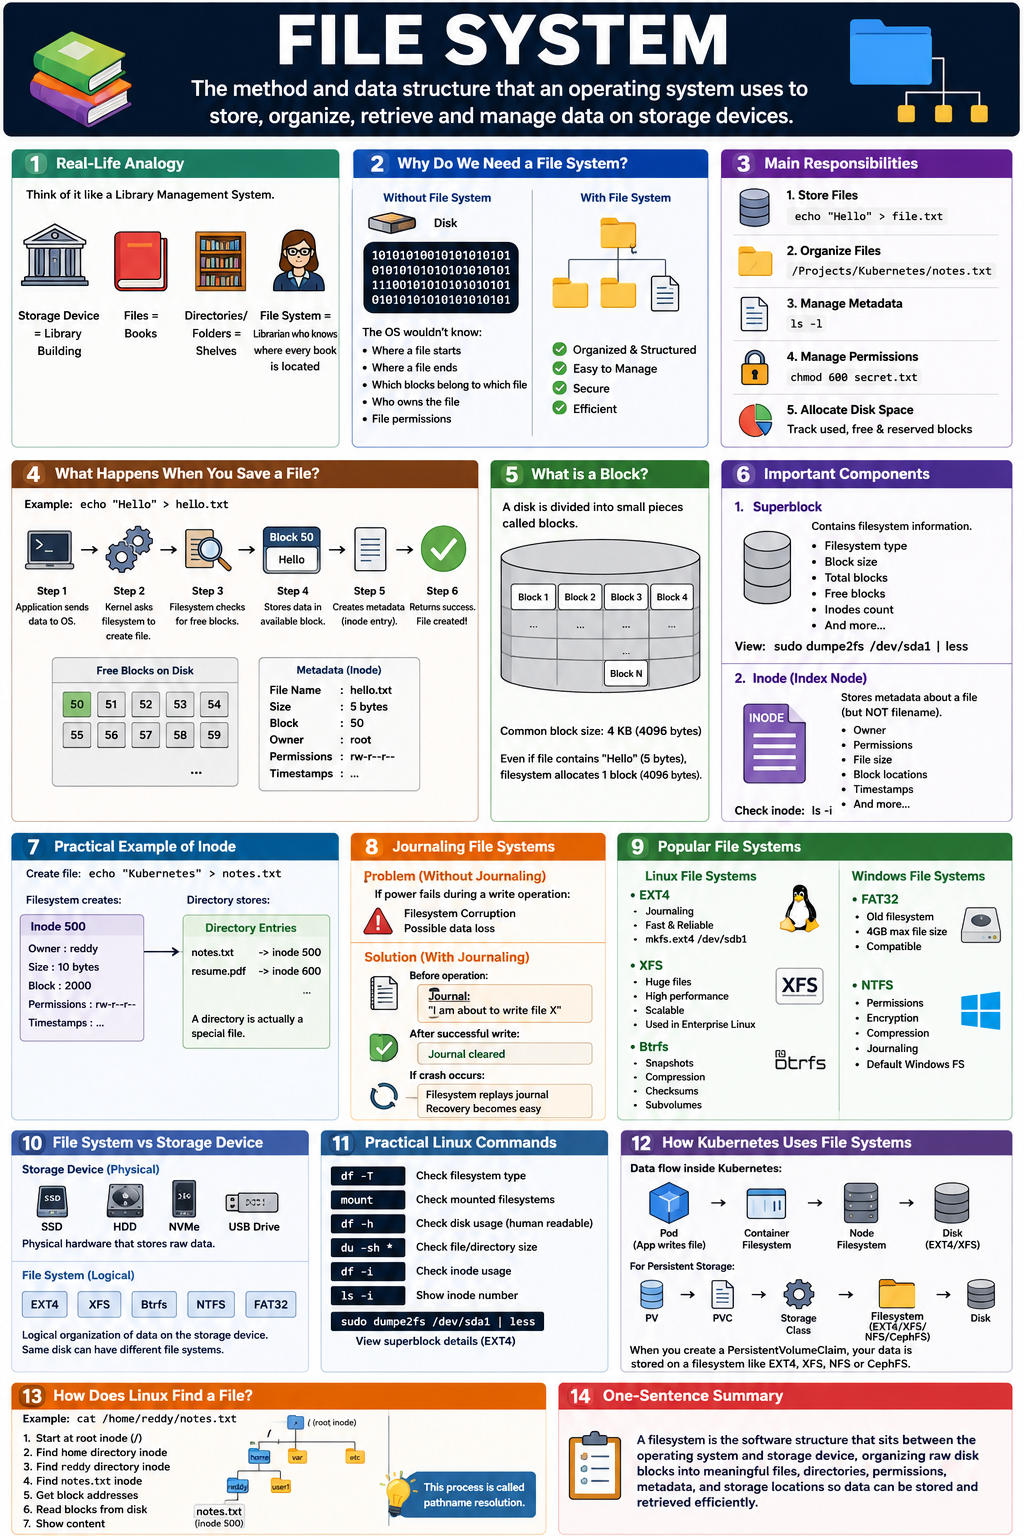 FILE SYSTEM
The method and data structure that an operating system uses to
store, organize, retrieve and manage data on storage devices.
1 Real-Life Analogy
Think of it like a Library Management System.
Storage Device
= Library
Building
Files =
Books
Directories/
Folders =
Shelves
File System =
Librarian who knows
where every book
is located
2 Why Do We Need a File System?
Without File System
Disk
10101010010101010101
01010101010101010101
11100101010101010101
01010101010101010101
The OS wouldn't know:
• Where a file starts
• Where a file ends
• Which blocks belong to which file
• Who owns the file
• File permissions
With File System
Organized & Structured
Easy to Manage
Secure
Efficient
3 Main Responsibilities
1. Store Files
echo "Hello" > file.txt
2. Organize Files
/Projects/Kubernetes/notes.txt
3. Manage Metadata
ls -l
4. Manage Permissions
chmod 600 secret.txt
5. Allocate Disk Space
Track used, free & reserved blocks
4 What Happens When You Save a File?
Example: echo "Hello" > hello.txt
>_
Block 50
Hello
Step 1
Application sends
data to OS.
Step 2
Kernel asks
filesystem to
create file.
Step 3
Filesystem checks
for free blocks.
Step 4
Stores data in
available block.
Step 5
Creates metadata
(inode entry).
Step 6
Returns success.
File created!
Free Blocks on Disk
50 51 52 53 54
55 56 57 58 59
...
Metadata (Inode)
File Name : hello.txt
Size : 5 bytes
Block : 50
Owner : root
Permissions : rw-r--r--
Timestamps : ...
5 What is a Block?
A disk is divided into small pieces
called blocks.
Block 1 Block 2 Block 3 Block 4
... ... ... ...
...
Block N
Common block size: 4 KB (4096 bytes)
Even if file contains "Hello" (5 bytes),
filesystem allocates 1 block (4096 bytes).
6 Important Components
1. Superblock
Contains filesystem information.
• Filesystem type
• Block size
• Total blocks
• Free blocks
• Inodes count
• And more...
View: sudo dumpe2fs /dev/sda1 | less
2. Inode (Index Node)
INODE
Stores metadata about a file
(but NOT filename).
• Owner
• Permissions
• File size
• Block locations
• Timestamps
• And more...
Check inode: ls -i
7 Practical Example of Inode
Create file: echo "Kubernetes" > notes.txt
Filesystem creates:
Inode 500
Owner : reddy
Size : 10 bytes
Block : 2000
Permissions : rw-r--r--
Timestamps : ...
Directory stores:
Directory Entries
notes.txt -> inode 500
resume.pdf -> inode 600
...
A directory is actually a
special file.
8 Journaling File Systems
Problem (Without Journaling)
If power fails during a write operation:
Filesystem Corruption
Possible data loss
Solution (With Journaling)
Before operation:
Journal:
"I am about to write file X"
After successful write:
Journal cleared
If crash occurs:
Filesystem replays journal
Recovery becomes easy
9 Popular File Systems
Linux File Systems
• EXT4
• Journaling
• Fast & Reliable
• mkfs.ext4 /dev/sdb1
• XFS
• Huge files
• High performance
• Scalable
• Used in Enterprise Linux
XFS
• Btrfs
• Snapshots
• Compression
• Checksums
• Subvolumes
btrfs
Windows File Systems
• FAT32
• Old filesystem
• 4GB max file size
• Compatible
• NTFS
• Permissions
• Encryption
• Compression
• Journaling
• Default Windows FS
10 File System vs Storage Device
Storage Device (Physical)
SSD
SSD
HDD
NVMe
USB Drive
Physical hardware that stores raw data.
File System (Logical)
EXT4 XFS Btrfs NTFS FAT32
Logical organization of data on the storage device.
Same disk can have different file systems.
11 Practical Linux Commands
df -T Check filesystem type
mount Check mounted filesystems
df -h Check disk usage (human readable)
du -sh * Check file/directory size
df -i Check inode usage
ls -i Show inode number
sudo dumpe2fs /dev/sda1 | less
View superblock details (EXT4)
12 How Kubernetes Uses File Systems
Data flow inside Kubernetes:
Pod
(App writes file)
Container
Filesystem
Node
Filesystem
Disk
(EXT4/XFS)
For Persistent Storage:
PV
PVC
Storage
Class
Filesystem
(EXT4/XFS/
NFS/CephFS)
Disk
When you create a PersistentVolumeClaim, your data is
stored on a filesystem like EXT4, XFS, NFS or CephFS.
13 How Does Linux Find a File?
Example: cat /home/reddy/notes.txt
1. Start at root inode (/)
2. Find home directory inode
3. Find reddy directory inode
4. Find notes.txt inode
5. Get block addresses
6. Read blocks from disk
7. Show content
/ (root inode)
home var etc
reddy user1
notes.txt
(inode 500)
This process is called
pathname resolution.
14 One-Sentence Summary
A filesystem is the software structure that sits between the
operating system and storage device, organizing raw disk
blocks into meaningful files, directories, permissions,
metadata, and storage locations so data can be stored and
retrieved efficiently.